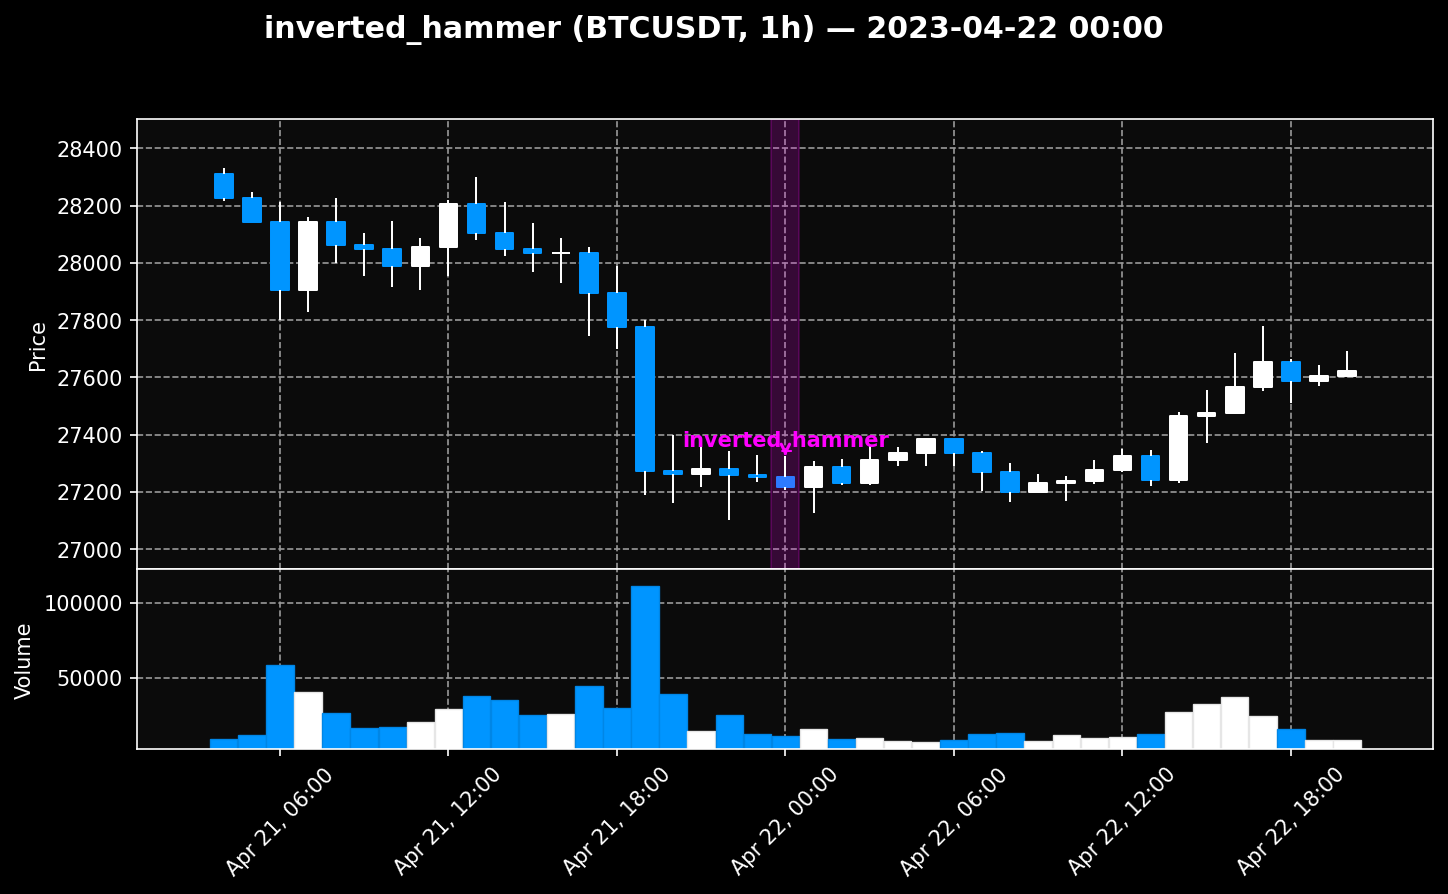 inverted_hammer (BTCUSDT, 1h) — 2023-04-22 00:00
28400
28200
28000
27800
27600
27400
27200
27000
Price
inverted_hammer
100000
50000
Volume
Apr 21, 06:00
Apr 21, 12:00
Apr 21, 18:00
Apr 22, 00:00
Apr 22, 06:00
Apr 22, 12:00
Apr 22, 18:00